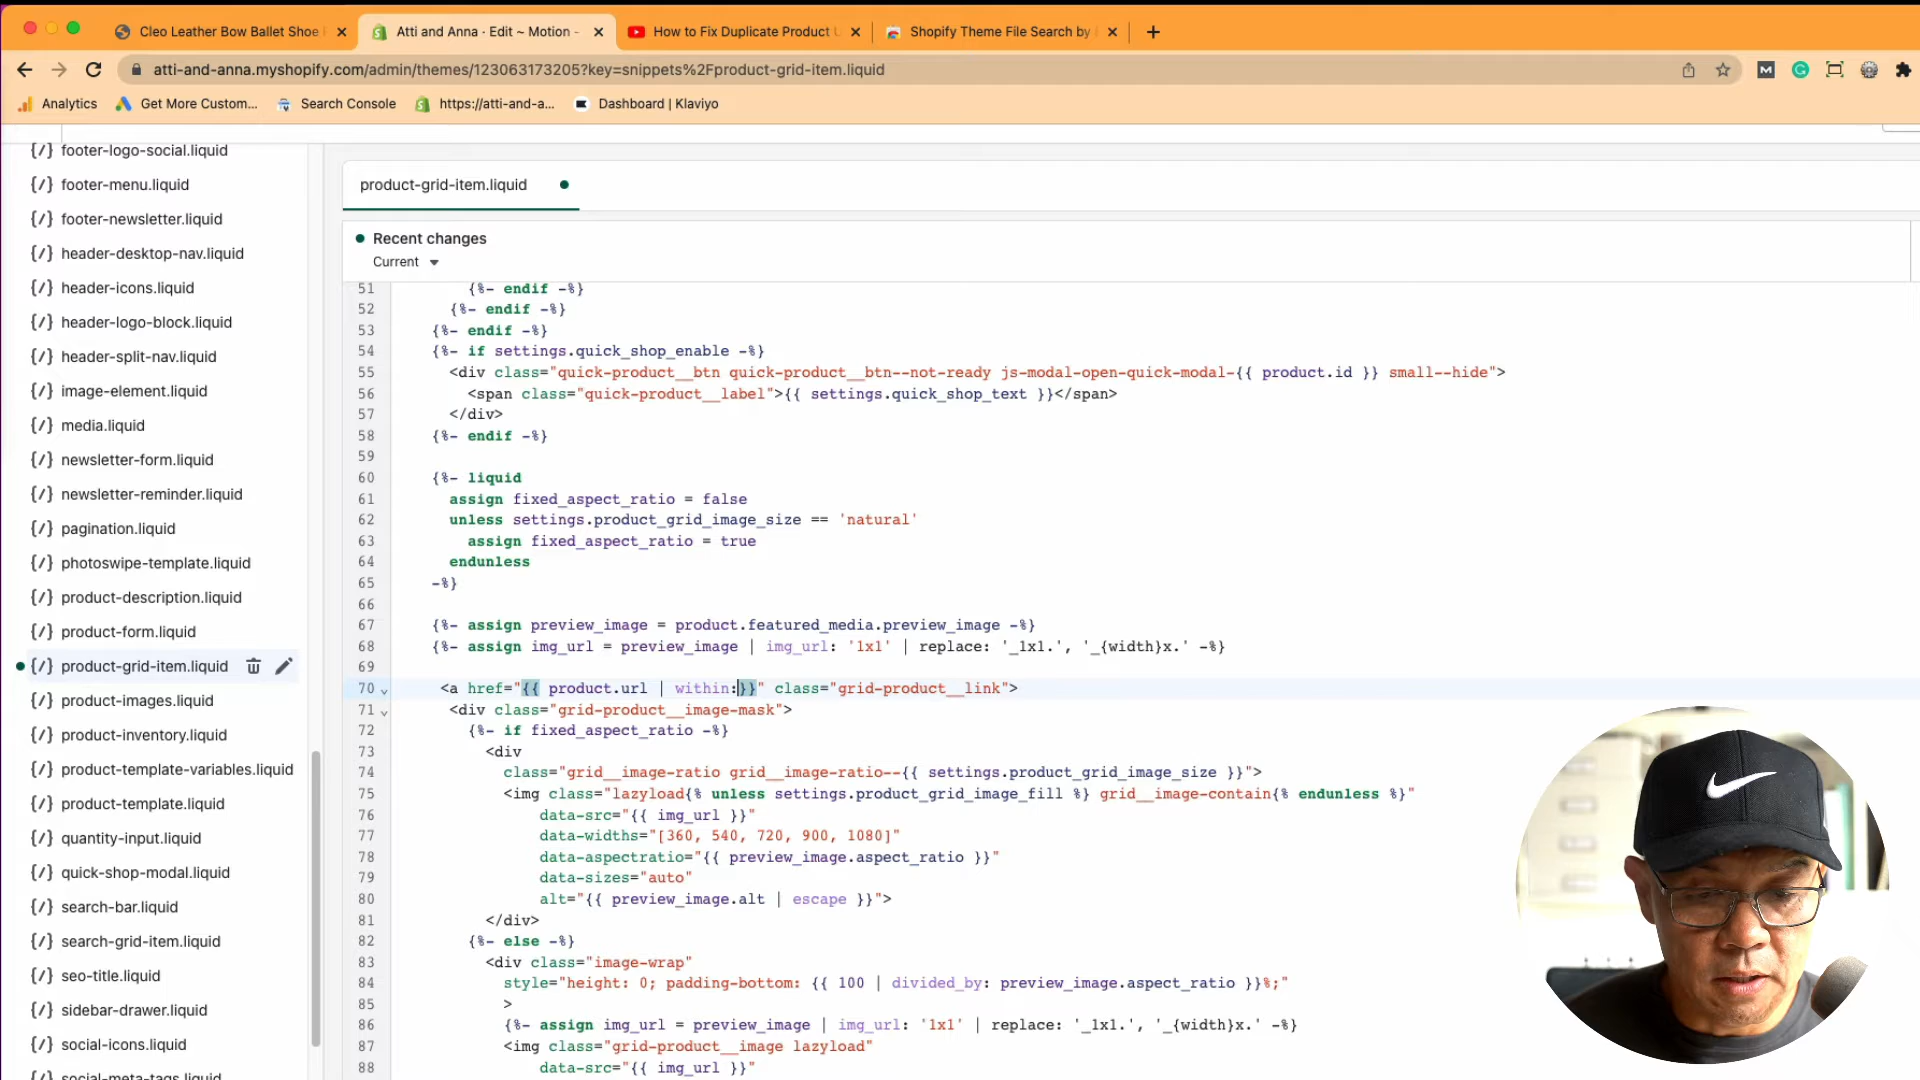 Cleo Leather Bow Ballet Shoe
Atti and Anna · Edit ~ Motion -
How to Fix Duplicate Product U
Shopify Theme File Search by
atti-and-anna.myshopify.com/admin/themes/123063173205?key=snippets%2Fproduct-grid-item.liquid
Analytics
Get More Custom...
Search Console
https://atti-and-a...
Dashboard | Klaviyo
{/} footer-logo-social.liquid
{/} footer-menu.liquid
{/} footer-newsletter.liquid
{/} header-desktop-nav.liquid
{/} header-icons.liquid
{/} header-logo-block.liquid
{/} header-split-nav.liquid
{/} image-element.liquid
{/} media.liquid
{/} newsletter-form.liquid
{/} newsletter-reminder.liquid
{/} pagination.liquid
{/} photoswipe-template.liquid
{/} product-description.liquid
{/} product-form.liquid
{/} product-grid-item.liquid
{/} product-images.liquid
{/} product-inventory.liquid
{/} product-template-variables.liquid
{/} product-template.liquid
{/} quantity-input.liquid
{/} quick-shop-modal.liquid
{/} search-bar.liquid
{/} search-grid-item.liquid
{/} seo-title.liquid
{/} sidebar-drawer.liquid
{/} social-icons.liquid
{/} social-meta-tags.liquid
product-grid-item.liquid
Recent changes
Current
51 {%- endif -%}
52 {%- endif -%}
53 {%- endif -%}
54 {%- if settings.quick_shop_enable -%}
55 <div class="quick-product__btn quick-product__btn--not-ready js-modal-open-quick-modal-{{ product.id }} small--hide">
56 <span class="quick-product__label">{{ settings.quick_shop_text }}</span>
57 </div>
58 {%- endif -%}
59
60 {%- liquid
61 assign fixed_aspect_ratio = false
62 unless settings.product_grid_image_size == 'natural'
63 assign fixed_aspect_ratio = true
64 endunless
65 -%}
66
67 {%- assign preview_image = product.featured_media.preview_image -%}
68 {%- assign img_url = preview_image | img_url: '1x1' | replace: '_1x1.', '_{width}x.' -%}
69
70 <a href="{{ product.url | within:}}" class="grid-product__link">
71 <div class="grid-product__image-mask">
72 {%- if fixed_aspect_ratio -%}
73 <div
74 class="grid__image-ratio grid__image-ratio--{{ settings.product_grid_image_size }}">
75 <img class="lazyload{% unless settings.product_grid_image_fill %} grid__image-contain{% endunless %}"
76 data-src="{{ img_url }}"
77 data-widths="[360, 540, 720, 900, 1080]"
78 data-aspectratio="{{ preview_image.aspect_ratio }}"
79 data-sizes="auto"
80 alt="{{ preview_image.alt | escape }}">
81 </div>
82 {%- else -%}
83 <div class="image-wrap"
84 style="height: 0; padding-bottom: {{ 100 | divided_by: preview_image.aspect_ratio }}%;"
85 >
86 {%- assign img_url = preview_image | img_url: '1x1' | replace: '_1x1.', '_{width}x.' -%}
87 <img class="grid-product__image lazyload"
88 data-src="{{ img_url }}"